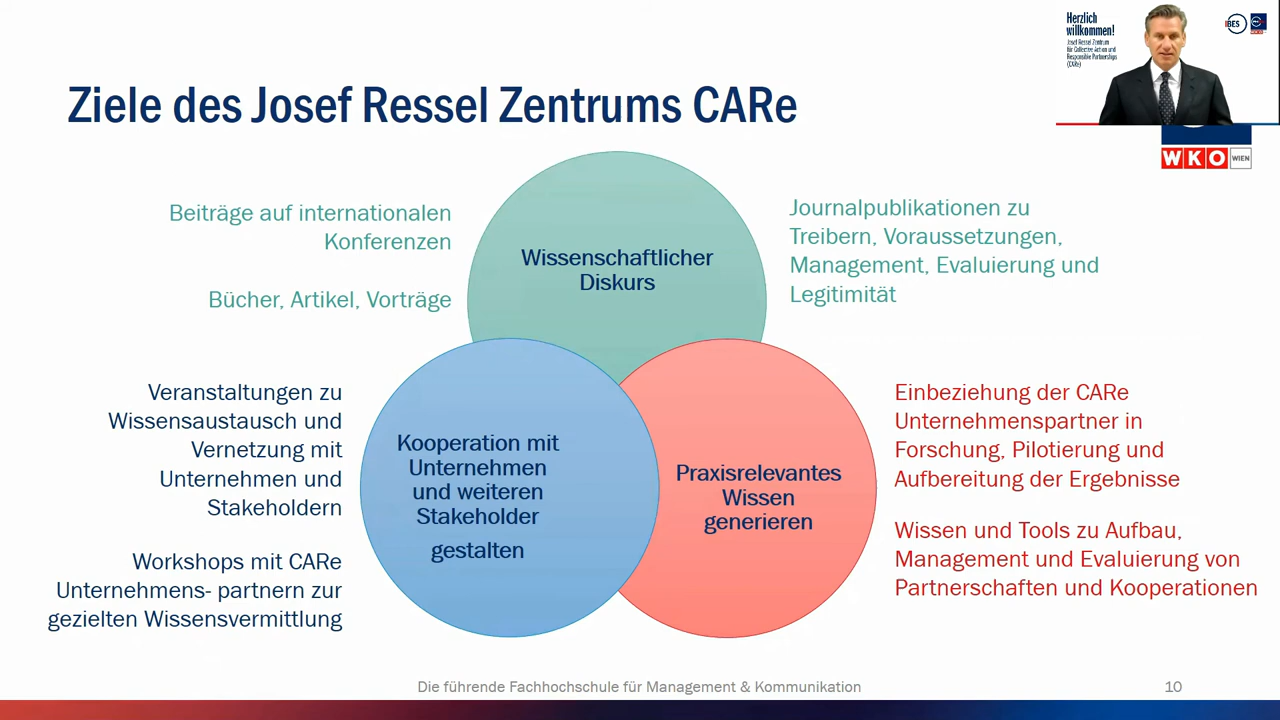 Herzlich
willkommen!
Josef Ressel Zentrum
für Collective Action und
Responsible Partnerships
(CARe)
IBES
WKO WIEN
Ziele des Josef Ressel Zentrums CARe
Beiträge auf internationalen
Konferenzen
Bücher, Artikel, Vorträge
Wissenschaftlicher
Diskurs
Journalpublikationen zu
Treibern, Voraussetzungen,
Management, Evaluierung und
Legitimität
Veranstaltungen zu
Wissensaustausch und
Vernetzung mit
Unternehmen und
Stakeholdern
Workshops mit CARe
Unternehmens- partnern zur
gezielten Wissensvermittlung
Kooperation mit
Unternehmen
und weiteren
Stakeholder
gestalten
Praxisrelevantes
Wissen
generieren
Einbeziehung der CARe
Unternehmenspartner in
Forschung, Pilotierung und
Aufbereitung der Ergebnisse
Wissen und Tools zu Aufbau,
Management und Evaluierung von
Partnerschaften und Kooperationen
Die führende Fachhochschule für Management & Kommunikation
10